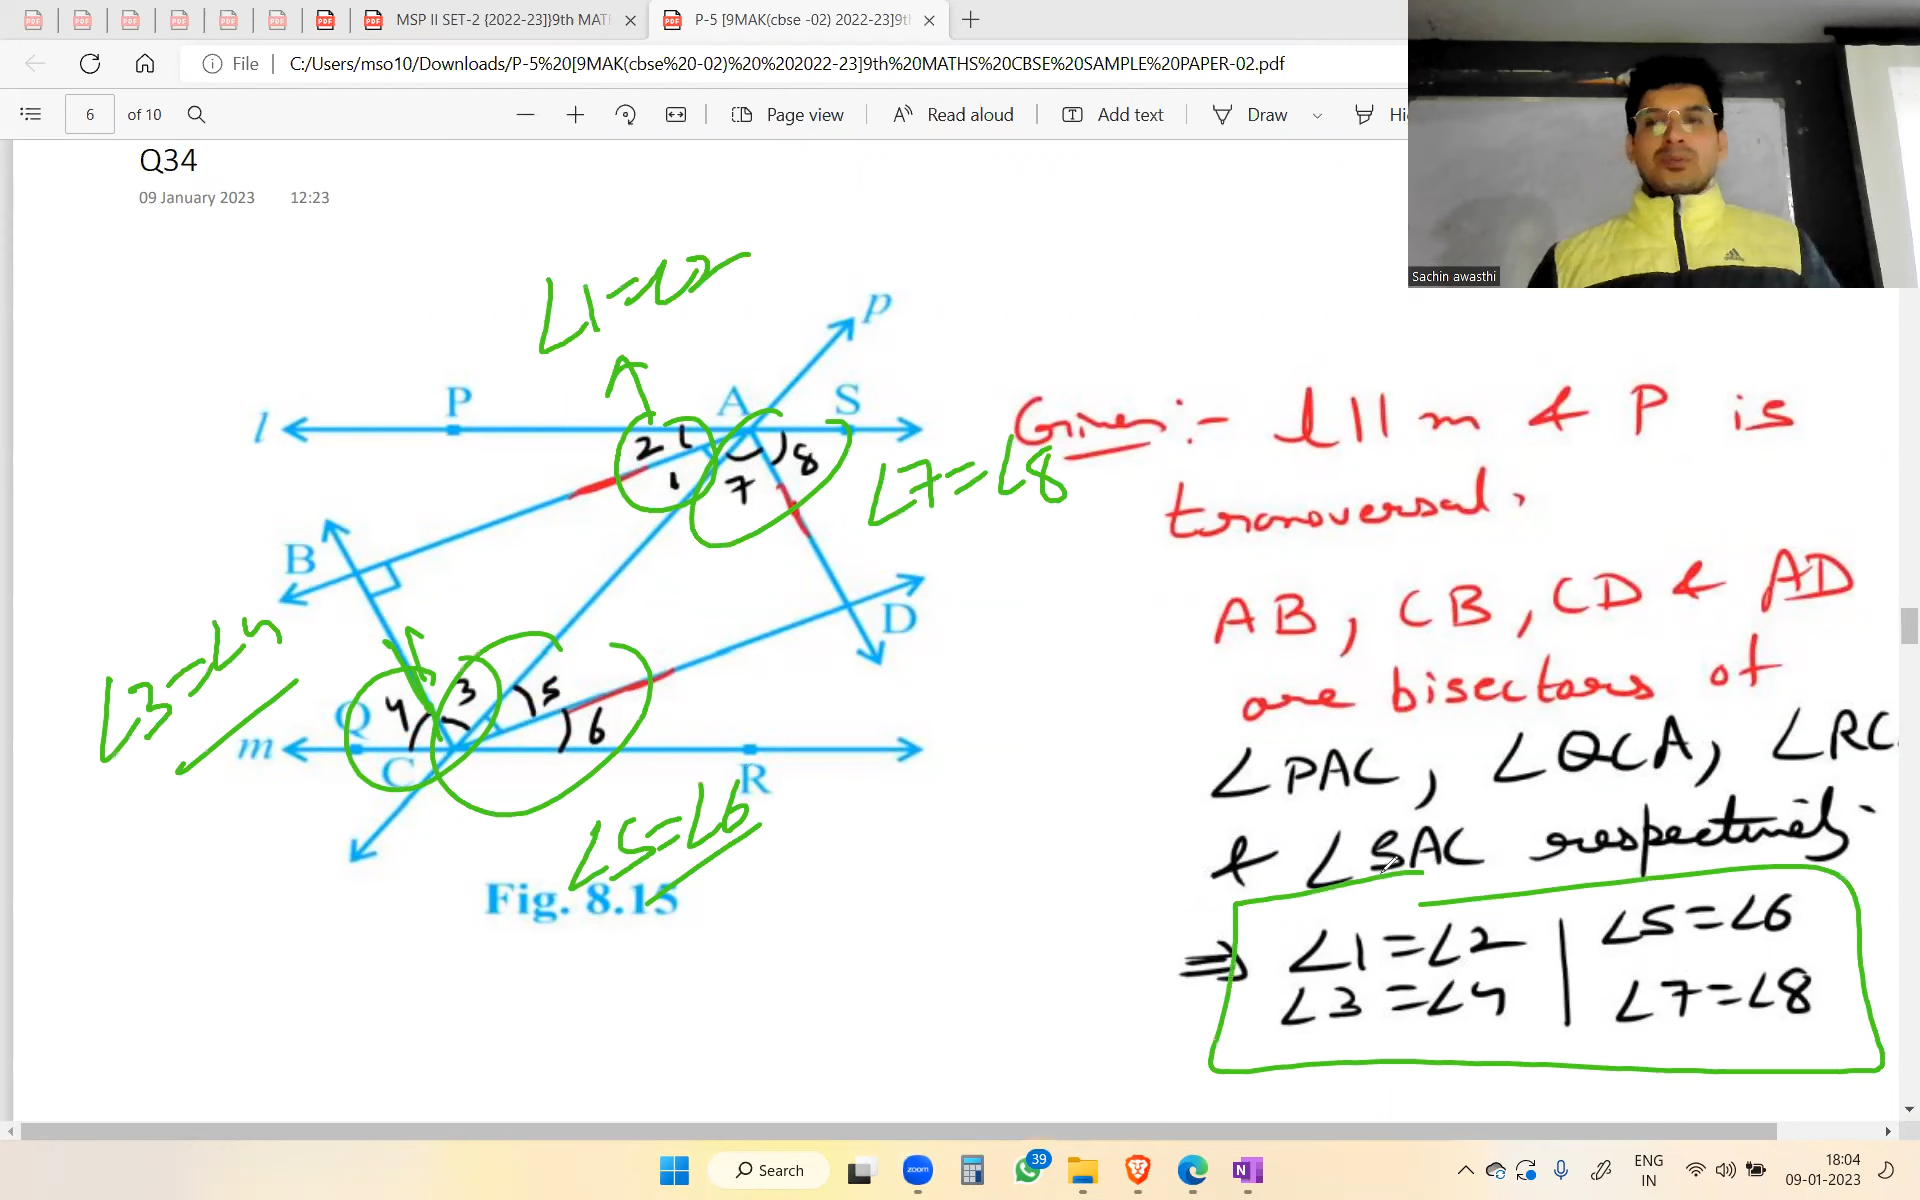 MSP II SET-2 {2022-23]}9th MAT
P-5 [9MAK(cbse -02) 2022-23]9th
File
C:/Users/mso10/Downloads/P-5%20[9MAK(cbse%20-02)%20%202022-23]9th%20MATHS%20CBSE%20SAMPLE%20PAPER-02.pdf
6 of 10
Page view
Read aloud
Add text
Draw
Hi
Sachin awasthi
Q34
09 January 2023 12:23
∠1=∠2
p
l P A S
2 1
1 7 8
∠7=∠8
B
D
∠3=∠4
Q 4 3 5 6
m C R
∠5=∠6
Fig. 8.15
Given:- l || m & P is
transversal.
AB, CB, CD & AD
are bisectors of
∠PAC, ∠QCA, ∠RC
& ∠SAC respectively
⇒ ∠1=∠2 | ∠5=∠6
∠3=∠4 | ∠7=∠8
Search
zoom
39
N
ENG
IN
18:04
09-01-2023